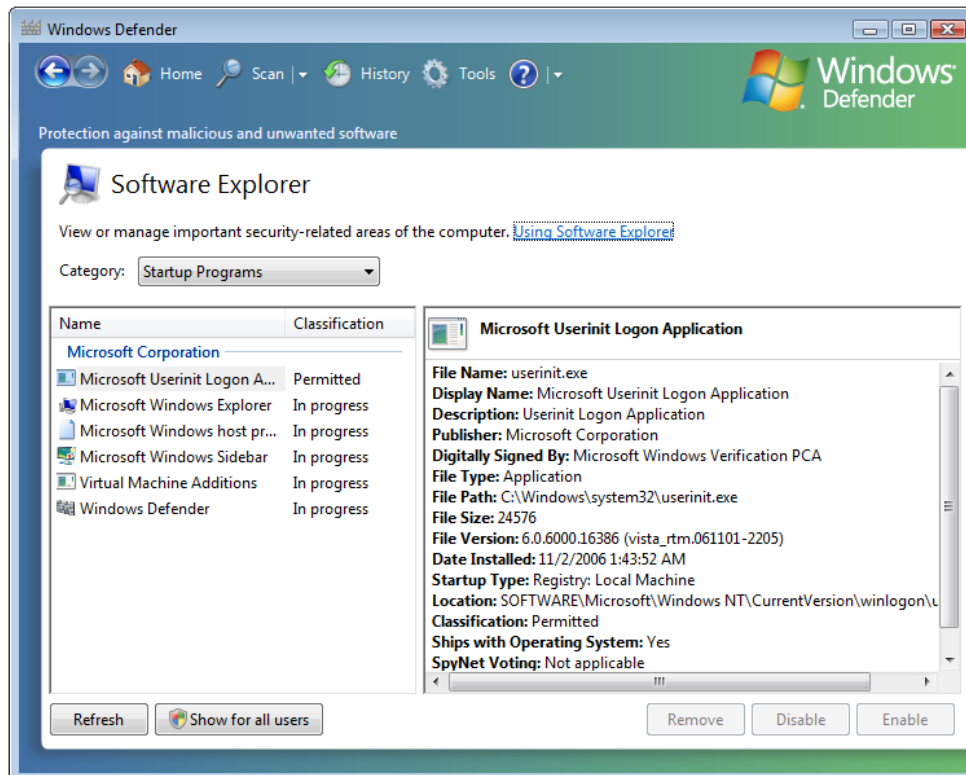 Windows Defender
Home Scan History Tools ?
Windows
Defender
Protection against malicious and unwanted software
Software Explorer
View or manage important security-related areas of the computer. Using Software Explorer
Category: Startup Programs
Name Classification
Microsoft Corporation
Microsoft Userinit Logon A... Permitted
Microsoft Windows Explorer In progress
Microsoft Windows host pr... In progress
Microsoft Windows Sidebar In progress
Virtual Machine Additions In progress
Windows Defender In progress
Microsoft Userinit Logon Application
File Name: userinit.exe
Display Name: Microsoft Userinit Logon Application
Description: Userinit Logon Application
Publisher: Microsoft Corporation
Digitally Signed By: Microsoft Windows Verification PCA
File Type: Application
File Path: C:\Windows\system32\userinit.exe
File Size: 24576
File Version: 6.0.6000.16386 (vista_rtm.061101-2205)
Date Installed: 11/2/2006 1:43:52 AM
Startup Type: Registry: Local Machine
Location: SOFTWARE\Microsoft\Windows NT\CurrentVersion\winlogon\u
Classification: Permitted
Ships with Operating System: Yes
SpyNet Voting: Not applicable
Refresh Show for all users Remove Disable Enable